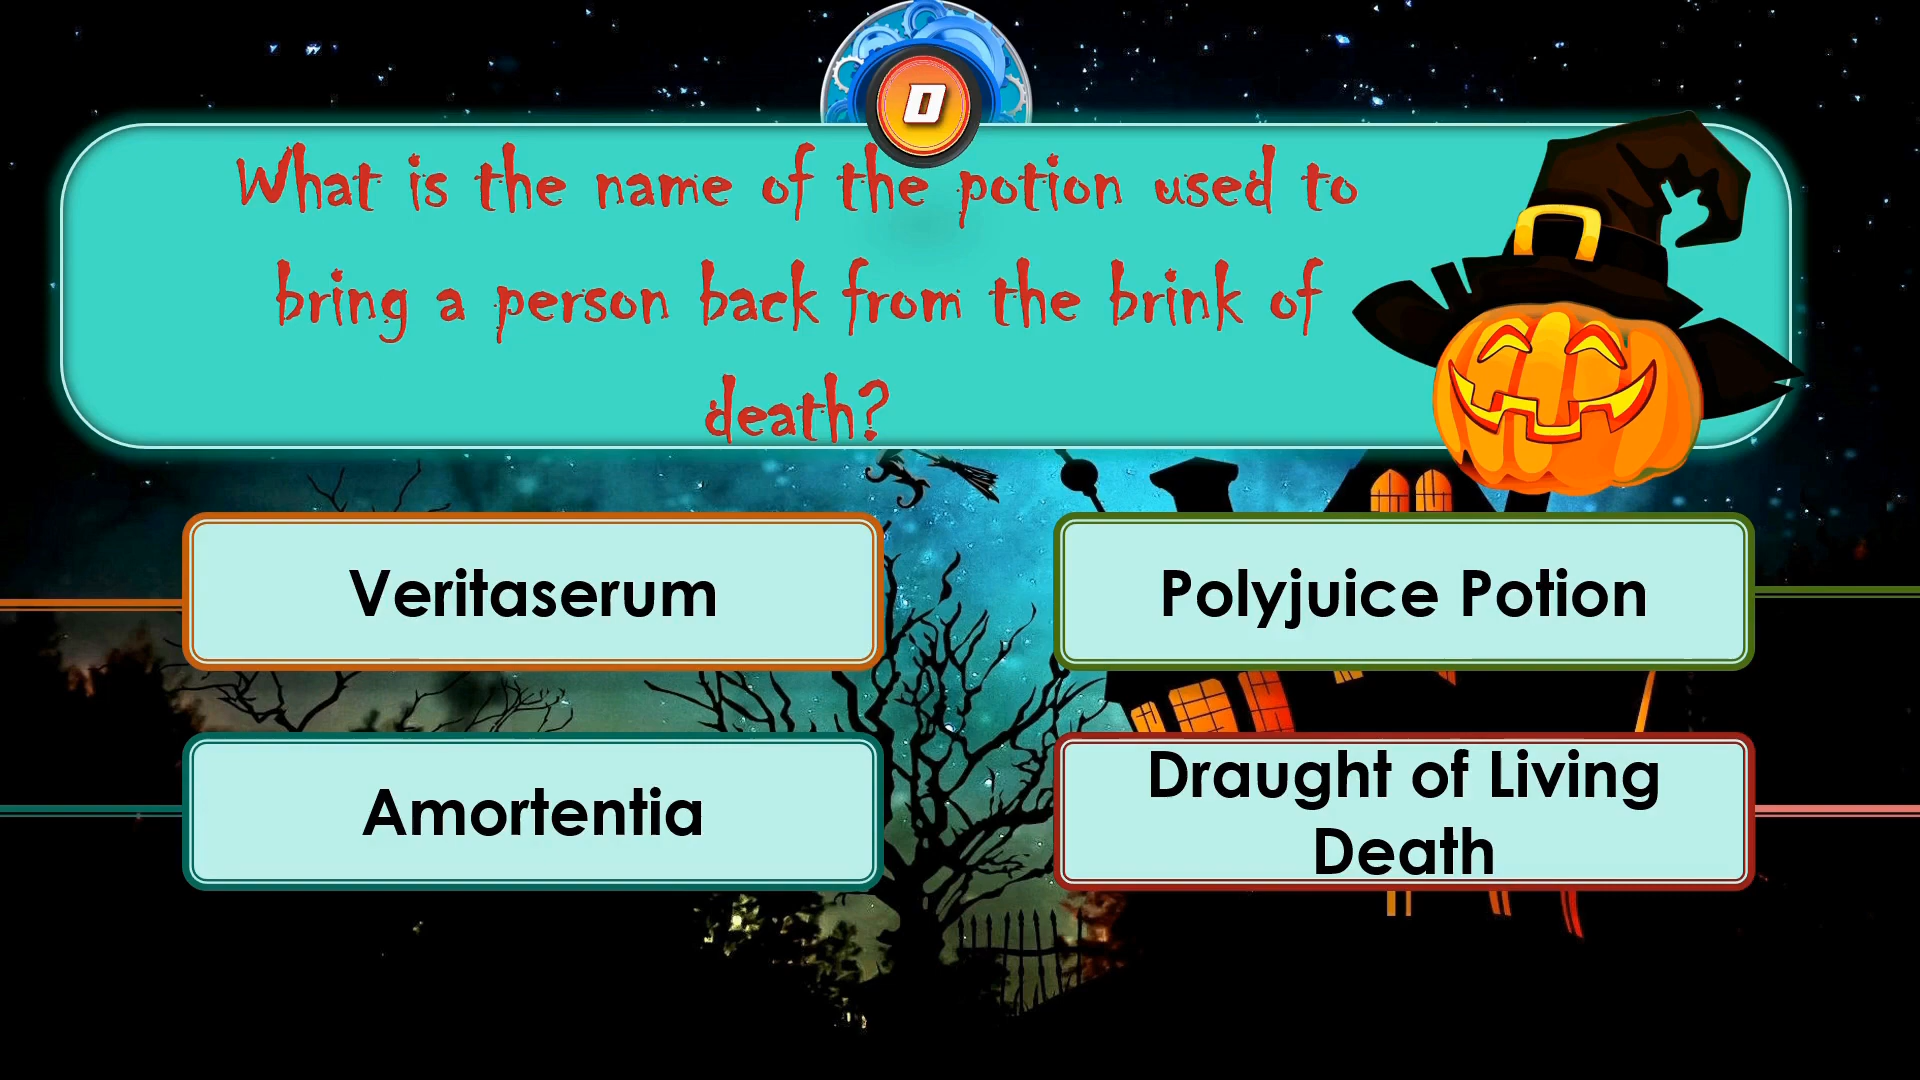 0
What is the name of the potion used to
bring a person back from the brink of
death?
Veritaserum
Polyjuice Potion
Amortentia
Draught of Living
Death